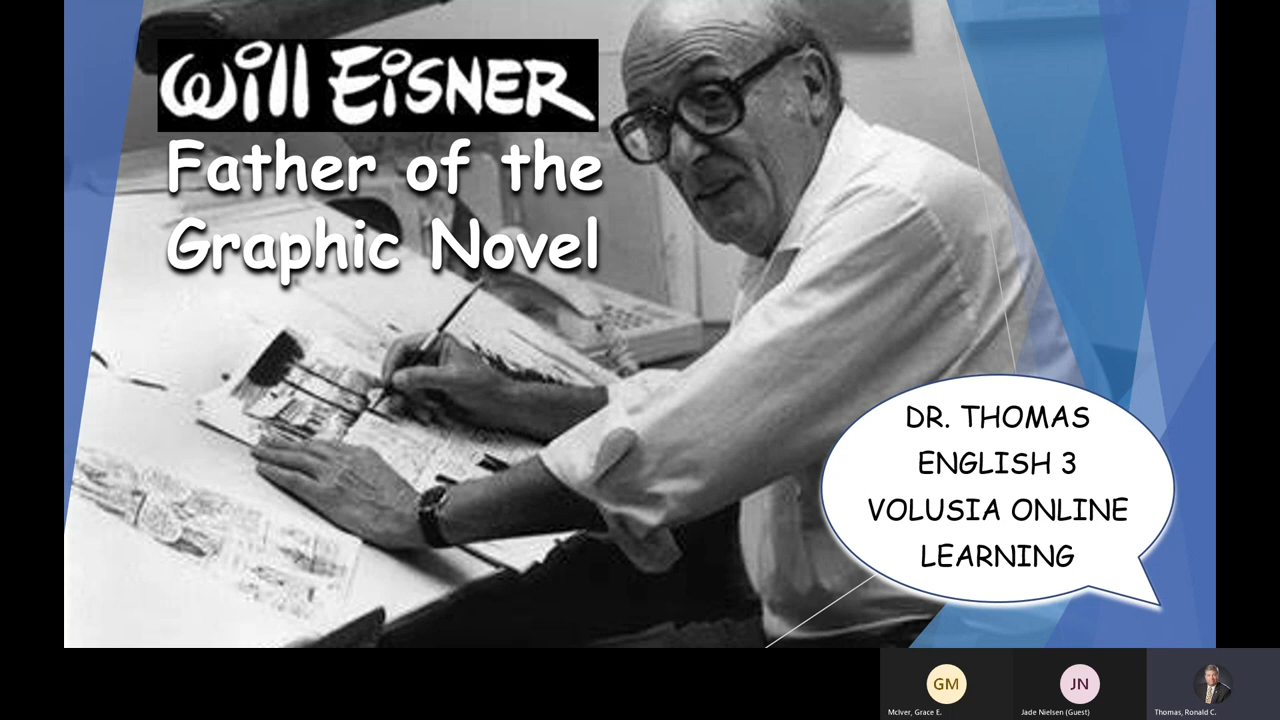 Will EiSNER
Father of the
Graphic Novel
DR. THOMAS
ENGLISH 3
VOLUSIA ONLINE
LEARNING
GM
JN
McIver, Grace E.
Jade Nielsen (Guest)
Thomas, Ronald C.